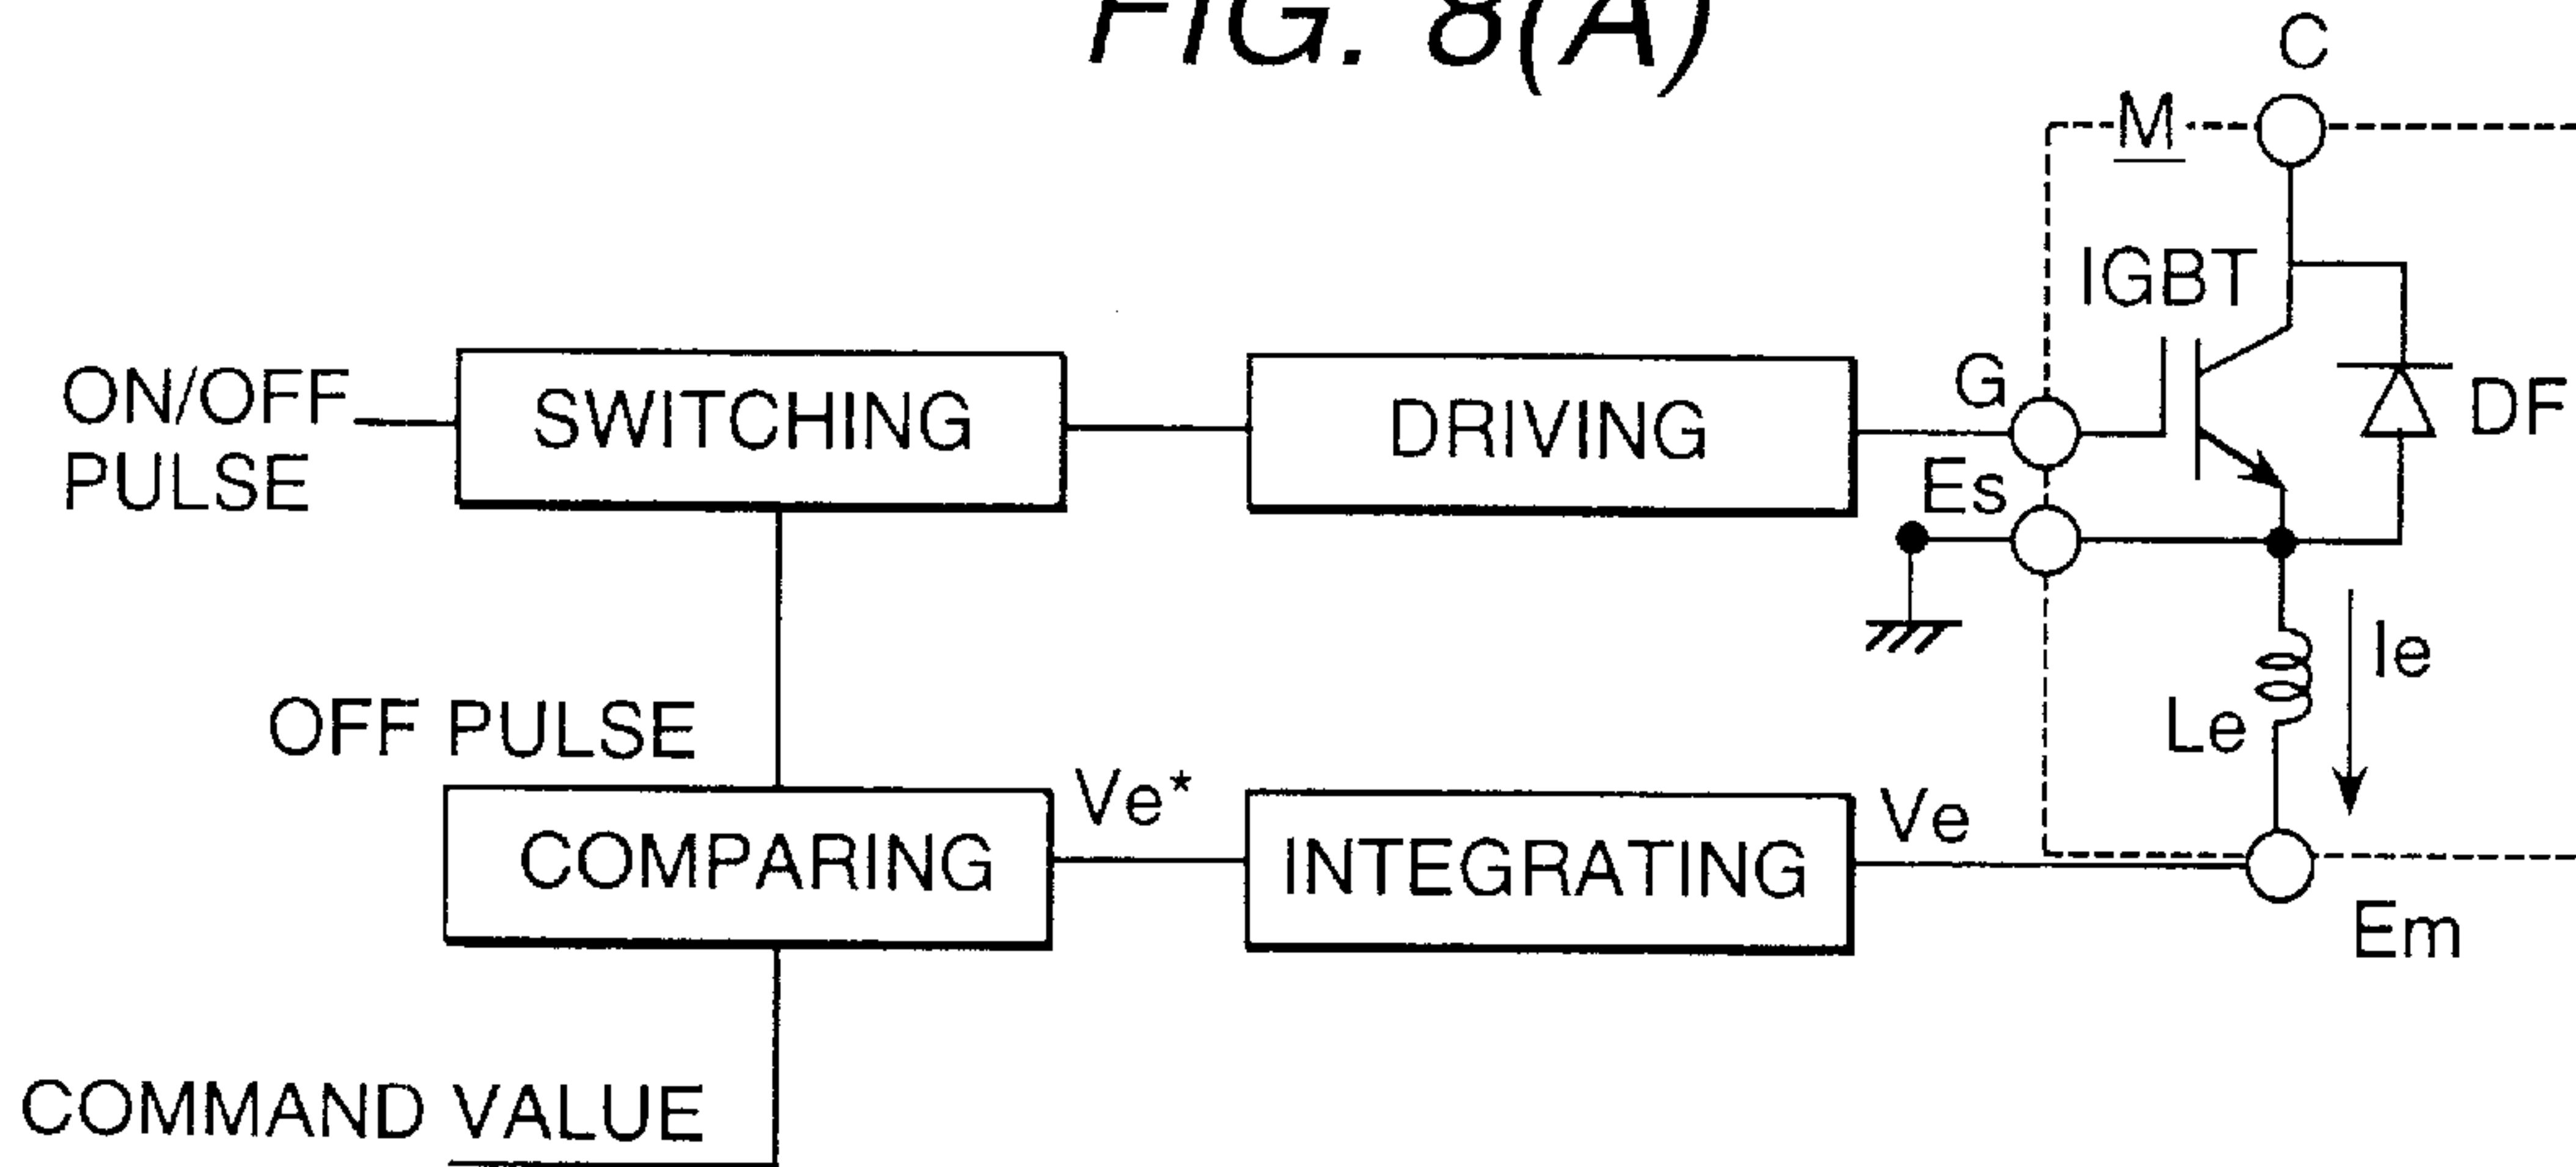 FIG. 8(A)
C
M
IGBT
ON/OFF
PULSE
SWITCHING
DRIVING
G
DF
Es
Ie
OFF PULSE
Le
Ve*
Ve
COMPARING
INTEGRATING
Em
COMMAND VALUE